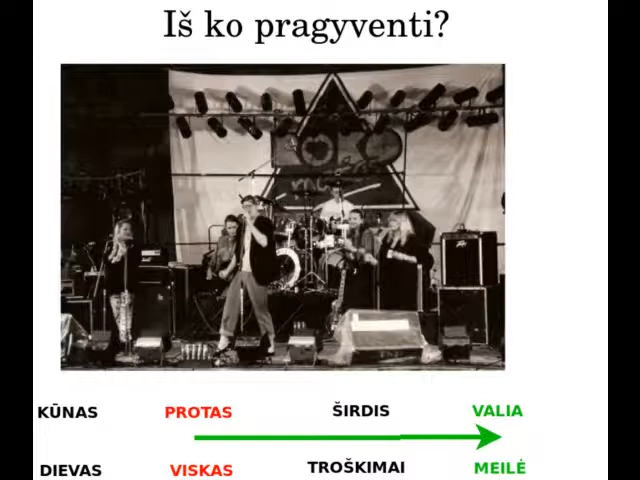 Iš ko pragyventi?
KŪNAS PROTAS ŠIRDIS VALIA
DIEVAS VISKAS TROŠKIMAI MEILĖ